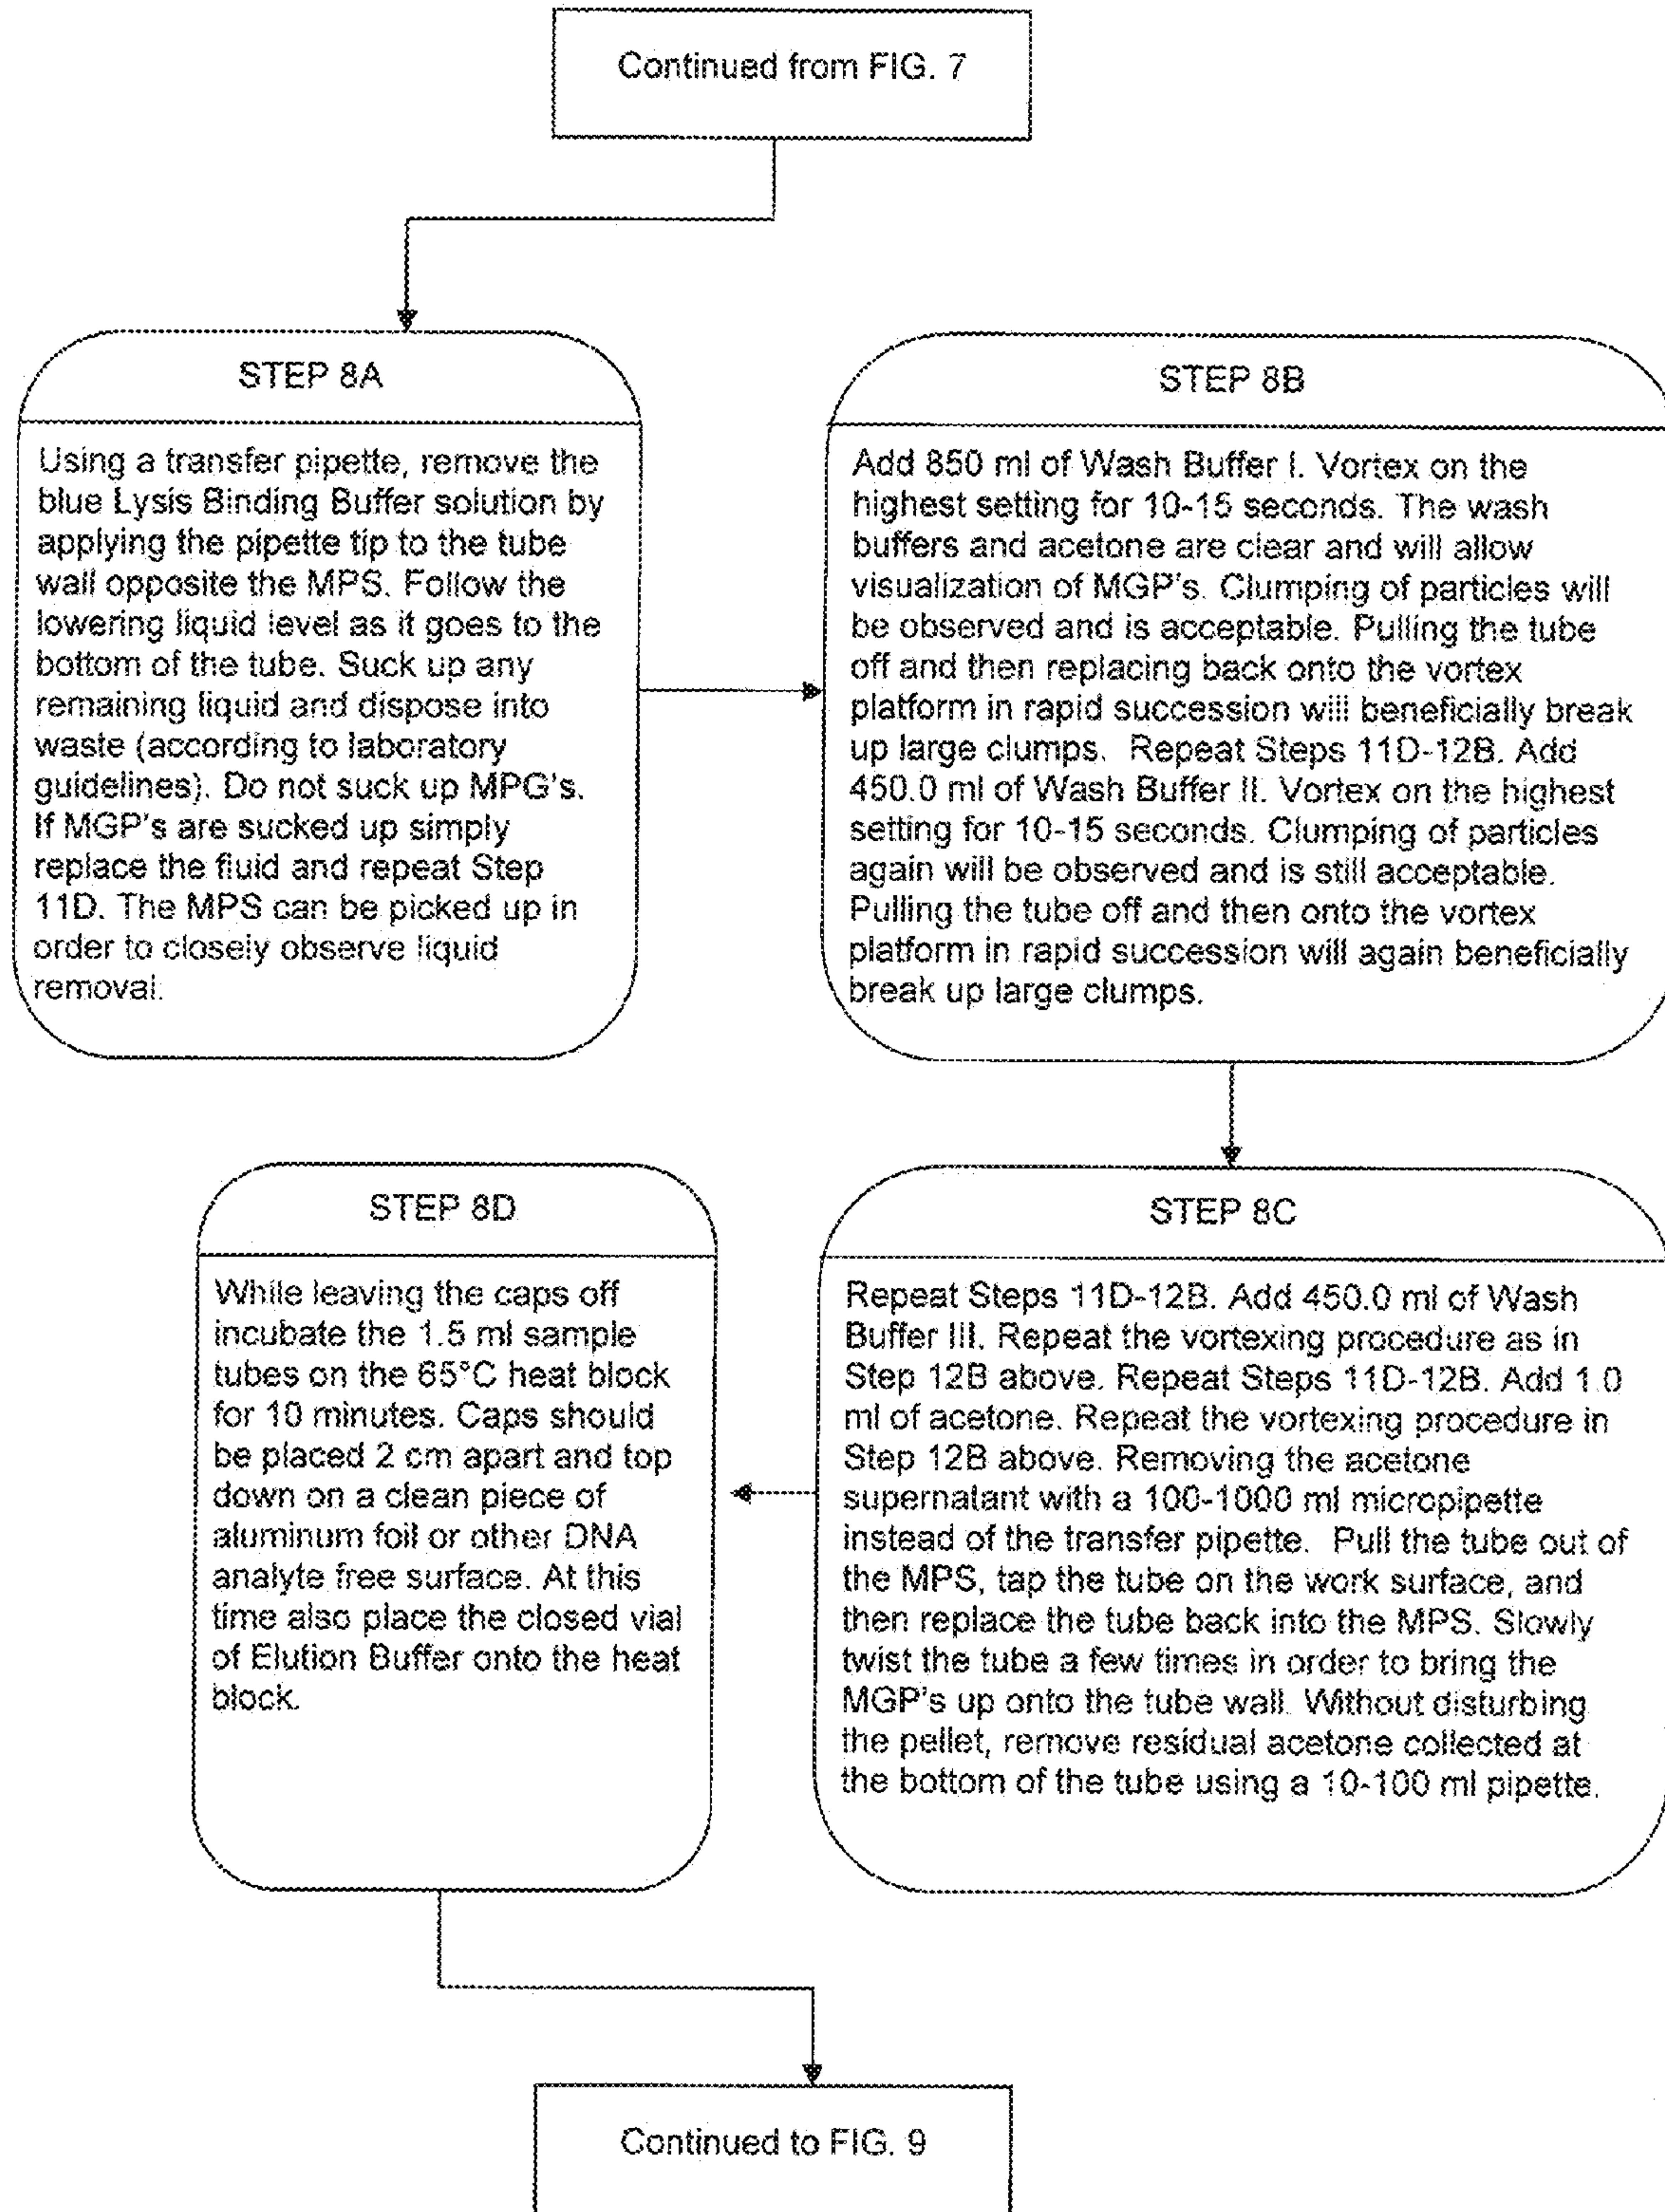 Continued from FIG. 7
STEP 8A
Using a transfer pipette, remove the
blue Lysis Binding Buffer solution by
applying the pipette tip to the tube
wall opposite the MPS. Follow the
lowering liquid level as it goes to the
bottom of the tube. Suck up any
remaining liquid and dispose into
waste (according to laboratory
guidelines). Do not suck up MPG's.
If MGP's are sucked up simply
replace the fluid and repeat Step
11D. The MPS can be picked up in
order to closely observe liquid
removal.
STEP 8B
Add 850 ml of Wash Buffer I. Vortex on the
highest setting for 10-15 seconds. The wash
buffers and acetone are clear and will allow
visualization of MGP's. Clumping of particles will
be observed and is acceptable. Pulling the tube
off and then replacing back onto the vortex
platform in rapid succession will beneficially break
up large clumps. Repeat Steps 11D-12B. Add
450.0 ml of Wash Buffer II. Vortex on the highest
setting for 10-15 seconds. Clumping of particles
again will be observed and is still acceptable.
Pulling the tube off and then onto the vortex
platform in rapid succession will again beneficially
break up large clumps.
STEP 8C
Repeat Steps 11D-12B. Add 450.0 ml of Wash
Buffer III. Repeat the vortexing procedure as in
Step 12B above. Repeat Steps 11D-12B. Add 1.0
ml of acetone. Repeat the vortexing procedure in
Step 12B above. Removing the acetone
supernatant with a 100-1000 ml micropipette
instead of the transfer pipette. Pull the tube out of
the MPS, tap the tube on the work surface, and
then replace the tube back into the MPS. Slowly
twist the tube a few times in order to bring the
MGP's up onto the tube wall. Without disturbing
the pellet, remove residual acetone collected at
the bottom of the tube using a 10-100 ml pipette.
STEP 8D
While leaving the caps off
incubate the 1.5 ml sample
tubes on the 65°C heat block
for 10 minutes. Caps should
be placed 2 cm apart and top
down on a clean piece of
aluminum foil or other DNA
analyte free surface. At this
time also place the closed vial
of Elution Buffer onto the heat
block.
Continued to FIG. 9